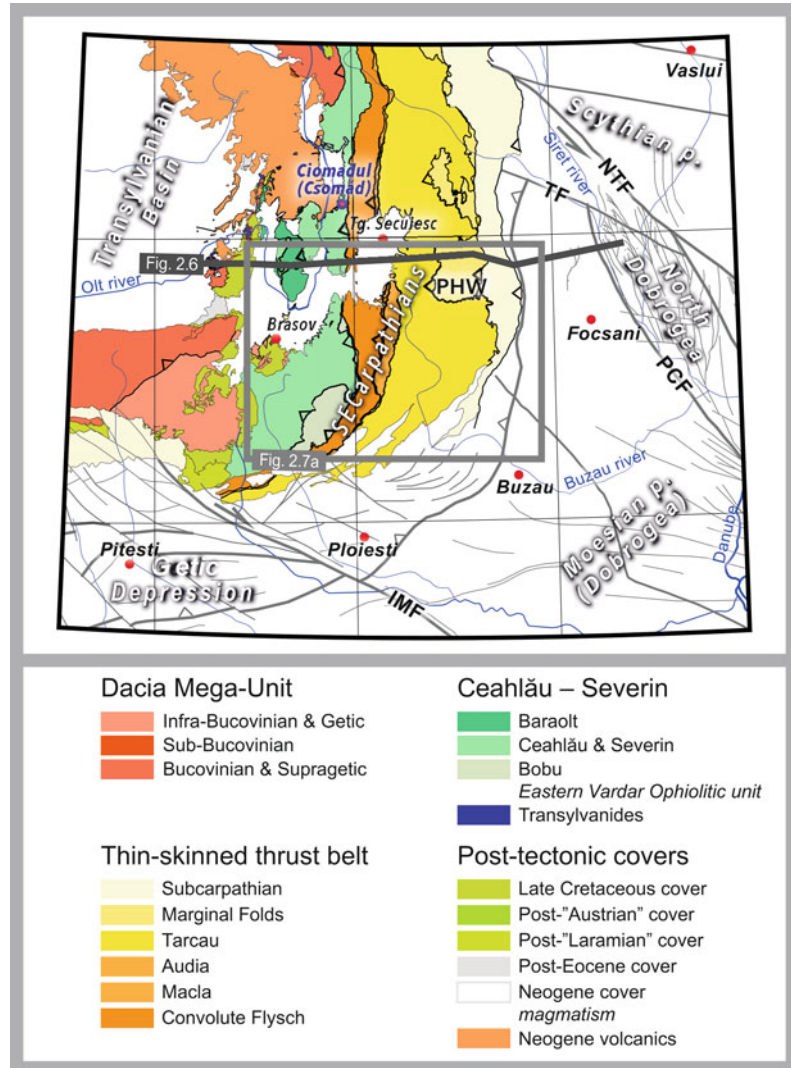 Vaslui
Scythian p.
Siret river
NTF
TF
Transylvanian
Basin
Ciomadul
(Csomad)
Tg. Secuiesc
Fig. 2.6
Olt river
PHW
North
Dobrogea
Brasov
SECarpathians
Focsani
PCF
Fig. 2.7a
Buzau
Buzau river
Moesian p.
(Dobrogea)
Danube
Pitesti
Ploiesti
Getic
Depression
IMF
Dacia Mega-Unit
Infra-Bucovinian & Getic
Sub-Bucovinian
Bucovinian & Supragetic
Ceahlău – Severin
Baraolt
Ceahlău & Severin
Bobu
Eastern Vardar Ophiolitic unit
Transylvanides
Thin-skinned thrust belt
Subcarpathian
Marginal Folds
Tarcau
Audia
Macla
Convolute Flysch
Post-tectonic covers
Late Cretaceous cover
Post-"Austrian" cover
Post-"Laramian" cover
Post-Eocene cover
Neogene cover
magmatism
Neogene volcanics